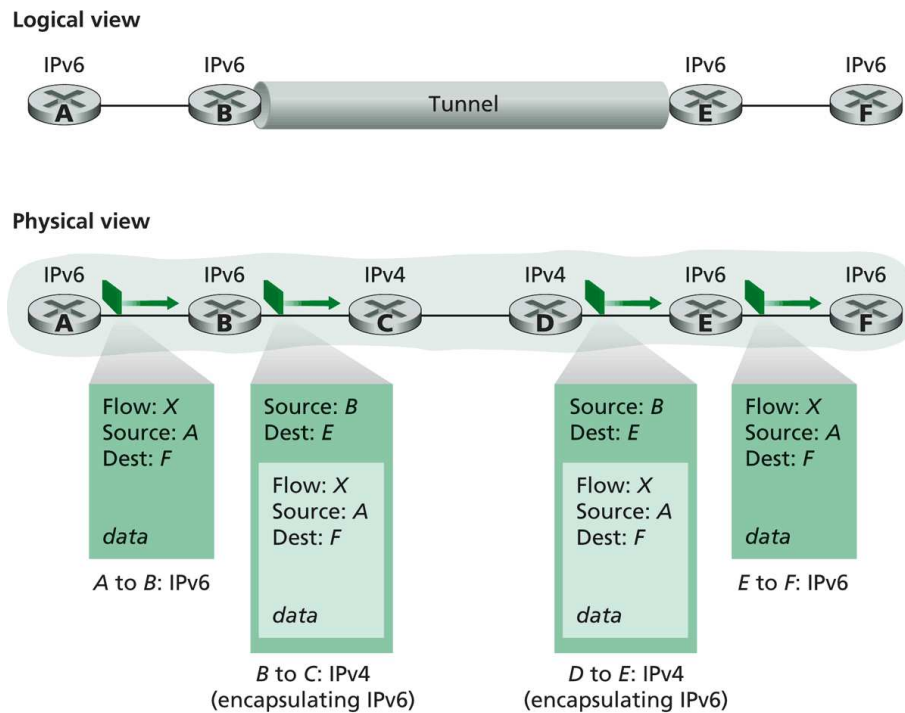 Logical view
IPv6 IPv6 IPv6 IPv6
A B Tunnel E F
Physical view
IPv6 IPv6 IPv4 IPv4 IPv6 IPv6
A B C D E F
Flow: X
Source: A
Dest: F
data
A to B: IPv6
Source: B
Dest: E
Flow: X
Source: A
Dest: F
data
B to C: IPv4
(encapsulating IPv6)
Source: B
Dest: E
Flow: X
Source: A
Dest: F
data
D to E: IPv4
(encapsulating IPv6)
Flow: X
Source: A
Dest: F
data
E to F: IPv6